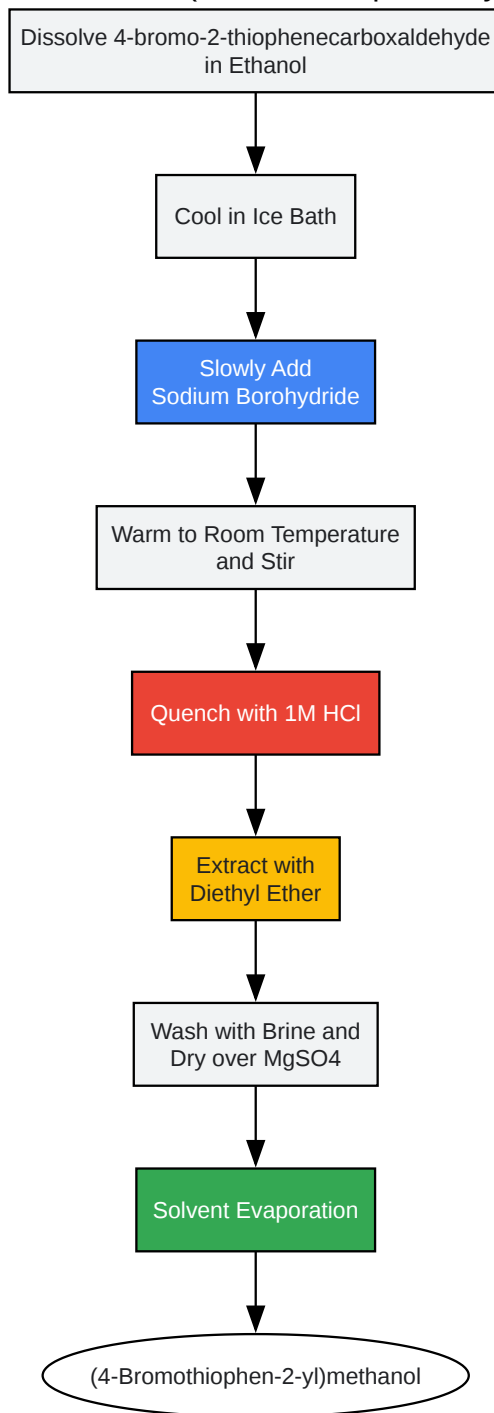 Dissolve 4-bromo-2-thiophenecarboxaldehyde
in Ethanol
Cool in Ice Bath
Slowly Add
Sodium Borohydride
Warm to Room Temperature
and Stir
Quench with 1M HCl
Extract with
Diethyl Ether
Wash with Brine and
Dry over MgSO4
Solvent Evaporation
(4-Bromothiophen-2-yl)methanol